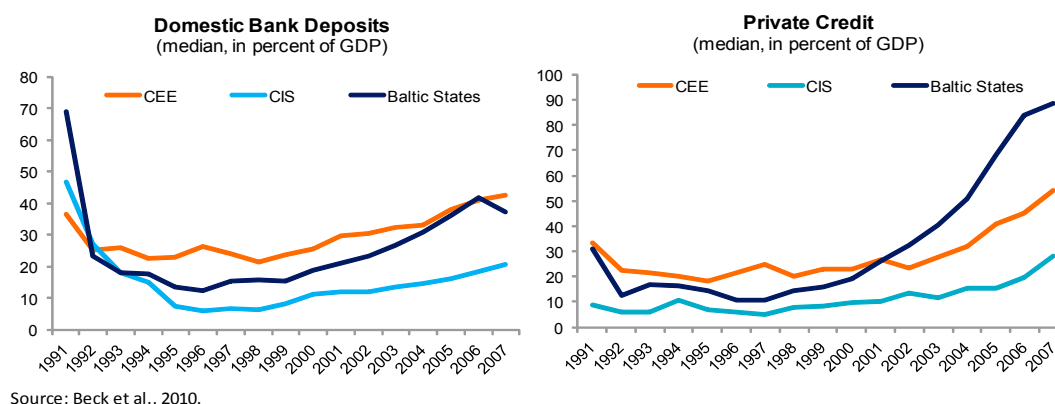 Domestic Bank Deposits
(median, in percent of GDP)
80
70
60
50
40
30
20
10
0
CEE CIS Baltic States
1991 1992 1993 1994 1995 1996 1997 1998 1999 2000 2001 2002 2003 2004 2005 2006 2007
Private Credit
(median, in percent of GDP)
100
90
80
70
60
50
40
30
20
10
0
CEE CIS Baltic States
1991 1992 1993 1994 1995 1996 1997 1998 1999 2000 2001 2002 2003 2004 2005 2006 2007
Source: Beck et al., 2010.